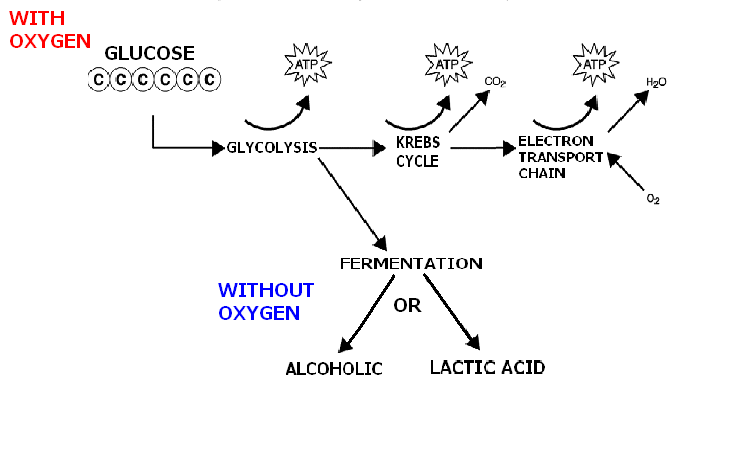 WITH
OXYGEN
GLUCOSE
C C C C C C
ATP
ATP
ATP
CO₂
H₂O
GLYCOLYSIS
KREBS
CYCLE
ELECTRON
TRANSPORT
CHAIN
O₂
FERMENTATION
WITHOUT
OXYGEN
OR
ALCOHOLIC
LACTIC ACID